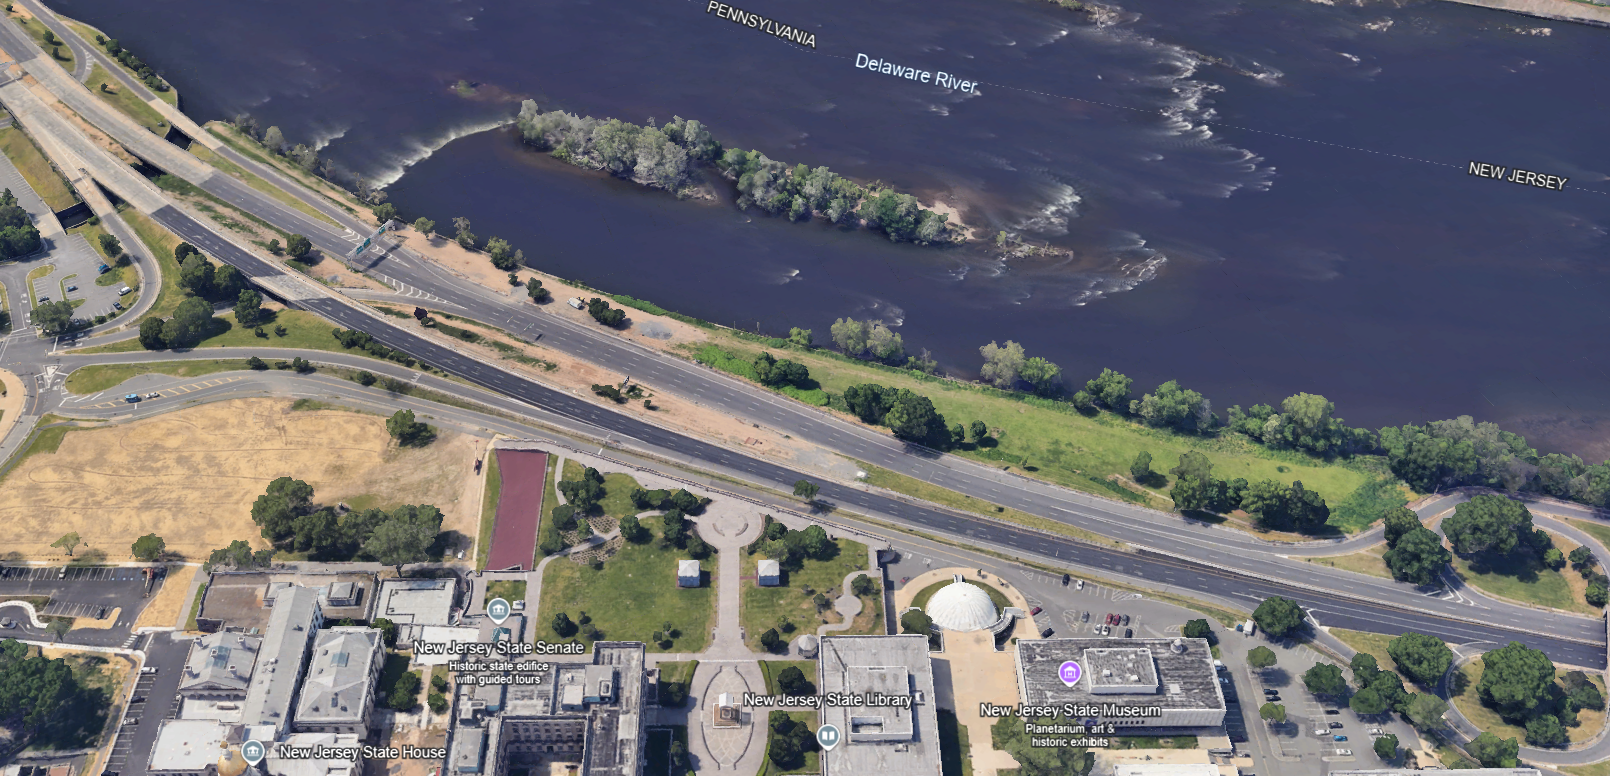 PENNSYLVANIA
Delaware River
NEW JERSEY
New Jersey State Senate
Historic state edifice
with guided tours
New Jersey State Library
New Jersey State Museum
Planetarium, art &
historic exhibits
New Jersey State House